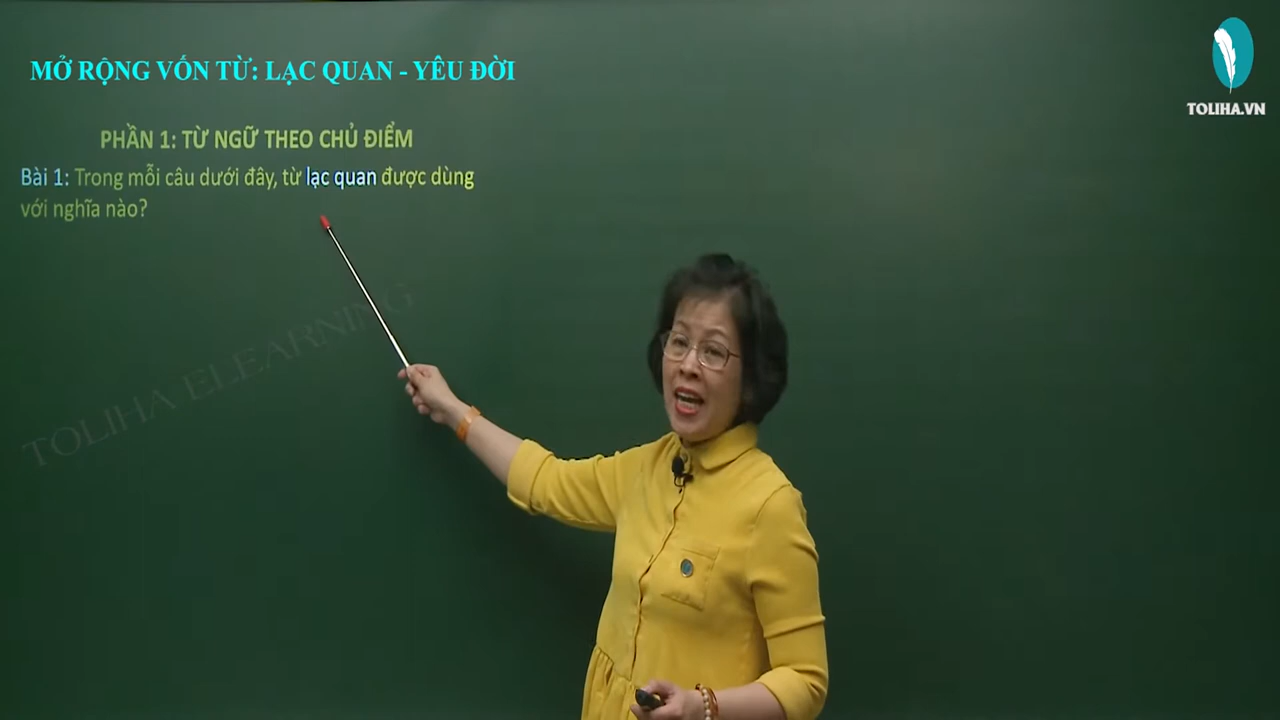 MỞ RỘNG VỐN TỪ: LẠC QUAN - YÊU ĐỜI
TOLIHA.VN
PHẦN 1: TỪ NGỮ THEO CHỦ ĐIỂM
Bài 1: Trong mỗi câu dưới đây, từ lạc quan được dùng
với nghĩa nào?
TOLIHA ELEARNING